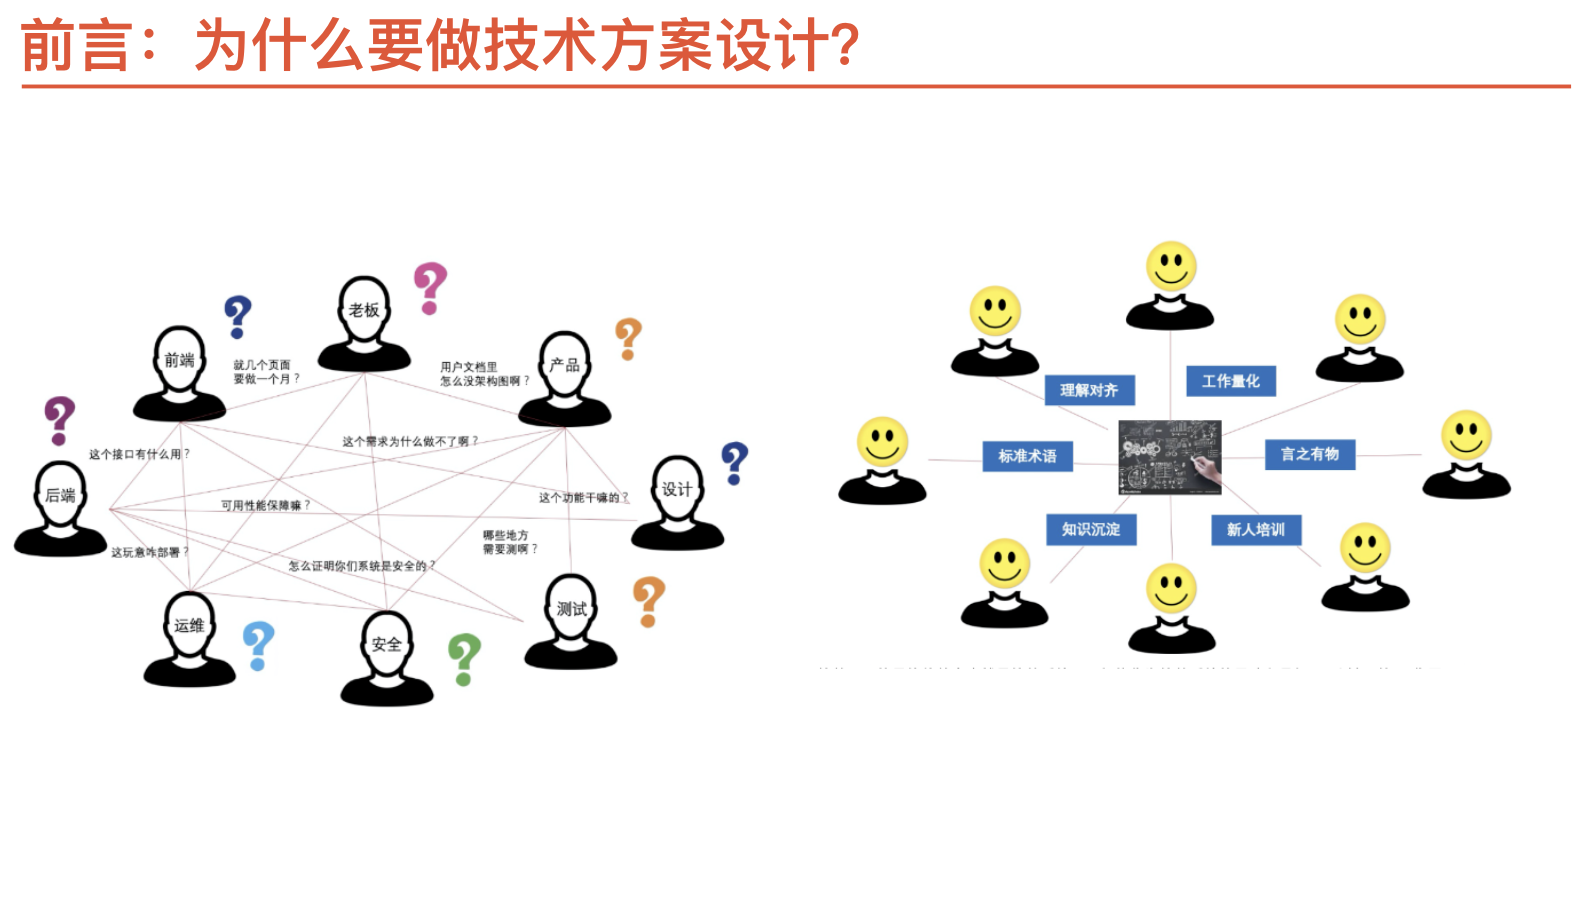 前言：为什么要做技术方案设计?
老板
前端
就几个页面
要做一个月？
用户文档里
怎么没架构图啊？
产品
这个接口有什么用？
这个需求为什么做不了啊？
后端
可用性能保障嘛？
这个功能干嘛的？
设计
这玩意咋部署？
哪些地方
需要测啊？
怎么证明你们系统是安全的？
运维
安全
测试
理解对齐
工作量化
标准术语
言之有物
知识沉淀
新人培训